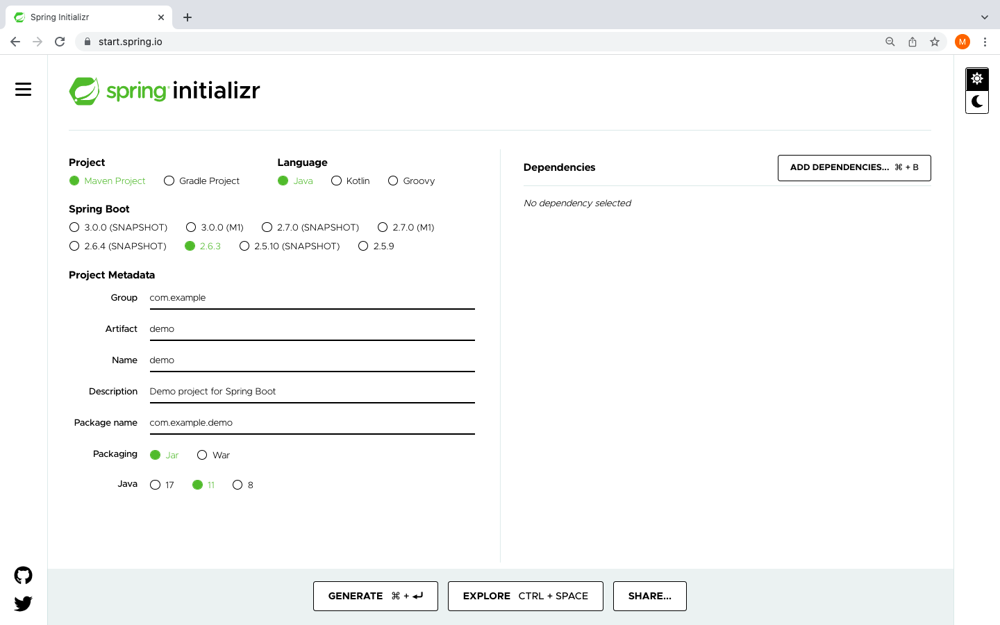 Spring Initializr
start.spring.io
M
spring initializr
Project
Maven Project Gradle Project
Language
Java Kotlin Groovy
Spring Boot
3.0.0 (SNAPSHOT) 3.0.0 (M1) 2.7.0 (SNAPSHOT) 2.7.0 (M1)
2.6.4 (SNAPSHOT) 2.6.3 2.5.10 (SNAPSHOT) 2.5.9
Project Metadata
Group com.example
Artifact demo
Name demo
Description Demo project for Spring Boot
Package name com.example.demo
Packaging Jar War
Java 17 11 8
Dependencies
ADD DEPENDENCIES... ⌘ + B
No dependency selected
GENERATE ⌘ + ⏎
EXPLORE CTRL + SPACE
SHARE...